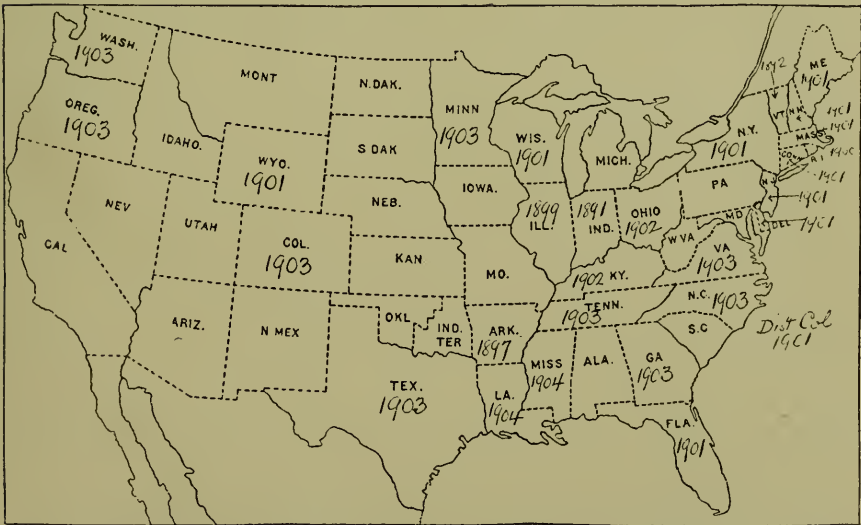 WASH.
1903
MONT
N.DAK.
MINN
1903
1892
ME
1901
OREG.
1903
IDAHO.
WYO.
1901
S DAK
WIS.
1901
MICH.
N.Y.
1901
VT.
N.H.
1901
MASS.
1901
CONN
R I
1901
NEV
UTAH
NEB.
IOWA.
1899
ILL.
1891
IND.
OHIO
1902
PA
N.J.
1901
MD.
DEL
1901
CAL
COL.
1903
KAN
MO.
1902 KY.
W VA
VA
1903
ARIZ.
N MEX
OKL
IND.
TER
ARK.
1897
TENN.
1903
N.C. 1903
S.C
Dist Col
1901
TEX.
1903
LA.
1904
MISS
1904
ALA.
GA
1903
FLA.
1901